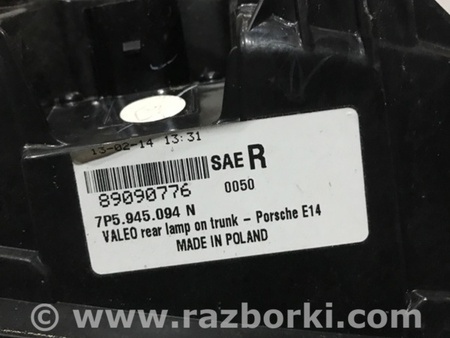 13-02-14 13:31
SAE R
89090776 0050
7P5.945.094 N
VALEO rear lamp on trunk - Porsche E14
MADE IN POLAND
© www.razborki.com